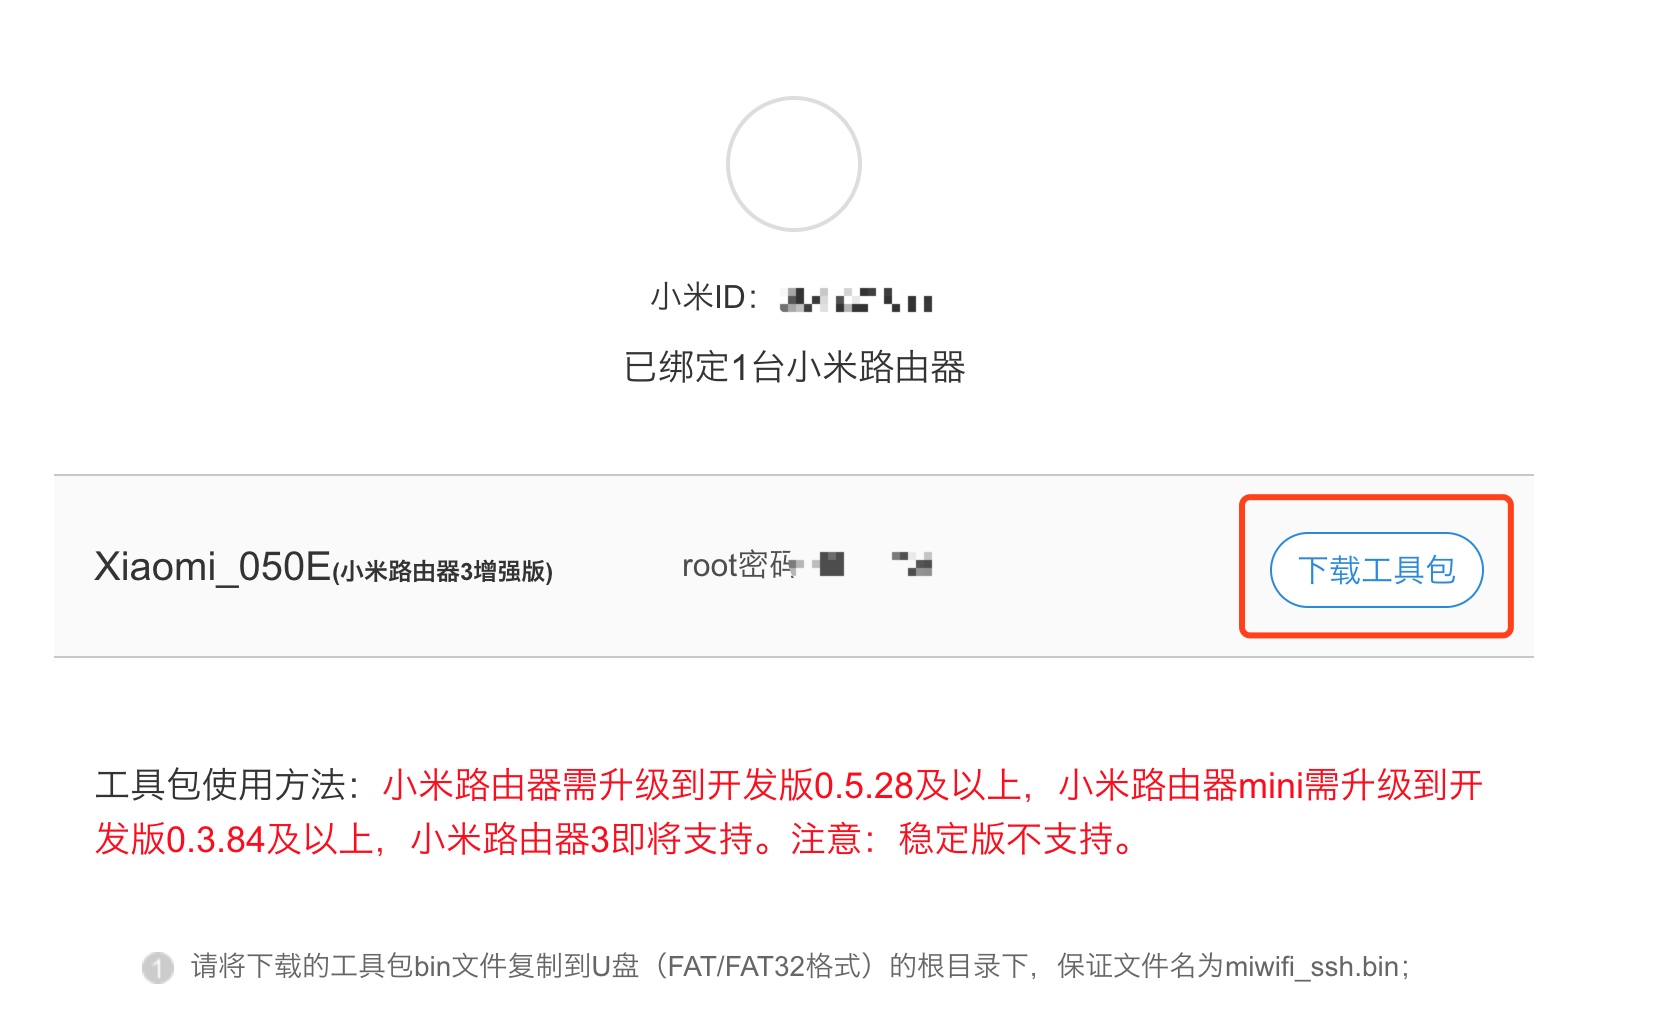 小米ID：
已绑定1台小米路由器
Xiaomi_050E(小米路由器3增强版)
root密码
下载工具包
工具包使用方法：小米路由器需升级到开发版0.5.28及以上，小米路由器mini需升级到开
发版0.3.84及以上，小米路由器3即将支持。注意：稳定版不支持。
1 请将下载的工具包bin文件复制到U盘（FAT/FAT32格式）的根目录下，保证文件名为miwifi_ssh.bin；